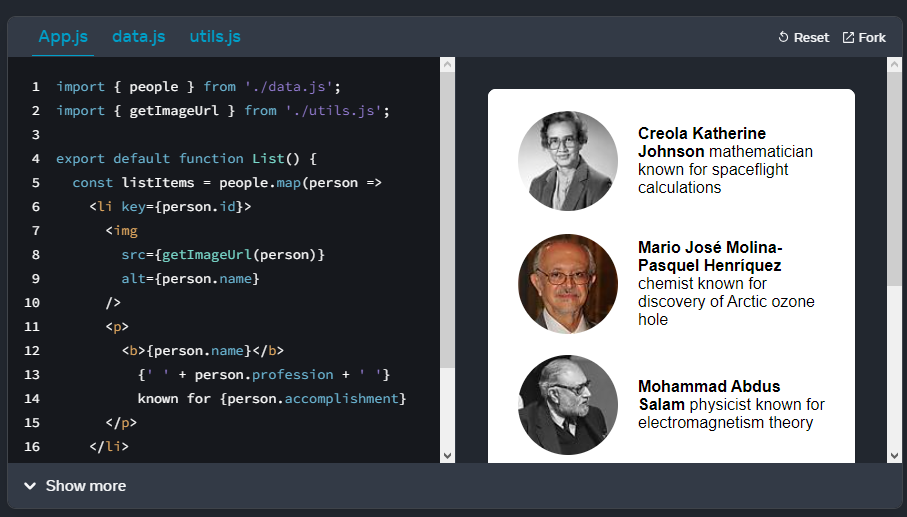 App.js data.js utils.js Reset Fork
1 import { people } from './data.js';
2 import { getImageUrl } from './utils.js';
3
4 export default function List() {
5 const listItems = people.map(person =>
6 <li key={person.id}>
7 <img
8 src={getImageUrl(person)}
9 alt={person.name}
10 />
11 <p>
12 <b>{person.name}</b>
13 {' ' + person.profession + ' '}
14 known for {person.accomplishment}
15 </p>
16 </li>
Creola Katherine
Johnson mathematician
known for spaceflight
calculations
Mario José Molina-
Pasquel Henríquez
chemist known for
discovery of Arctic ozone
hole
Mohammad Abdus
Salam physicist known for
electromagnetism theory
Show more